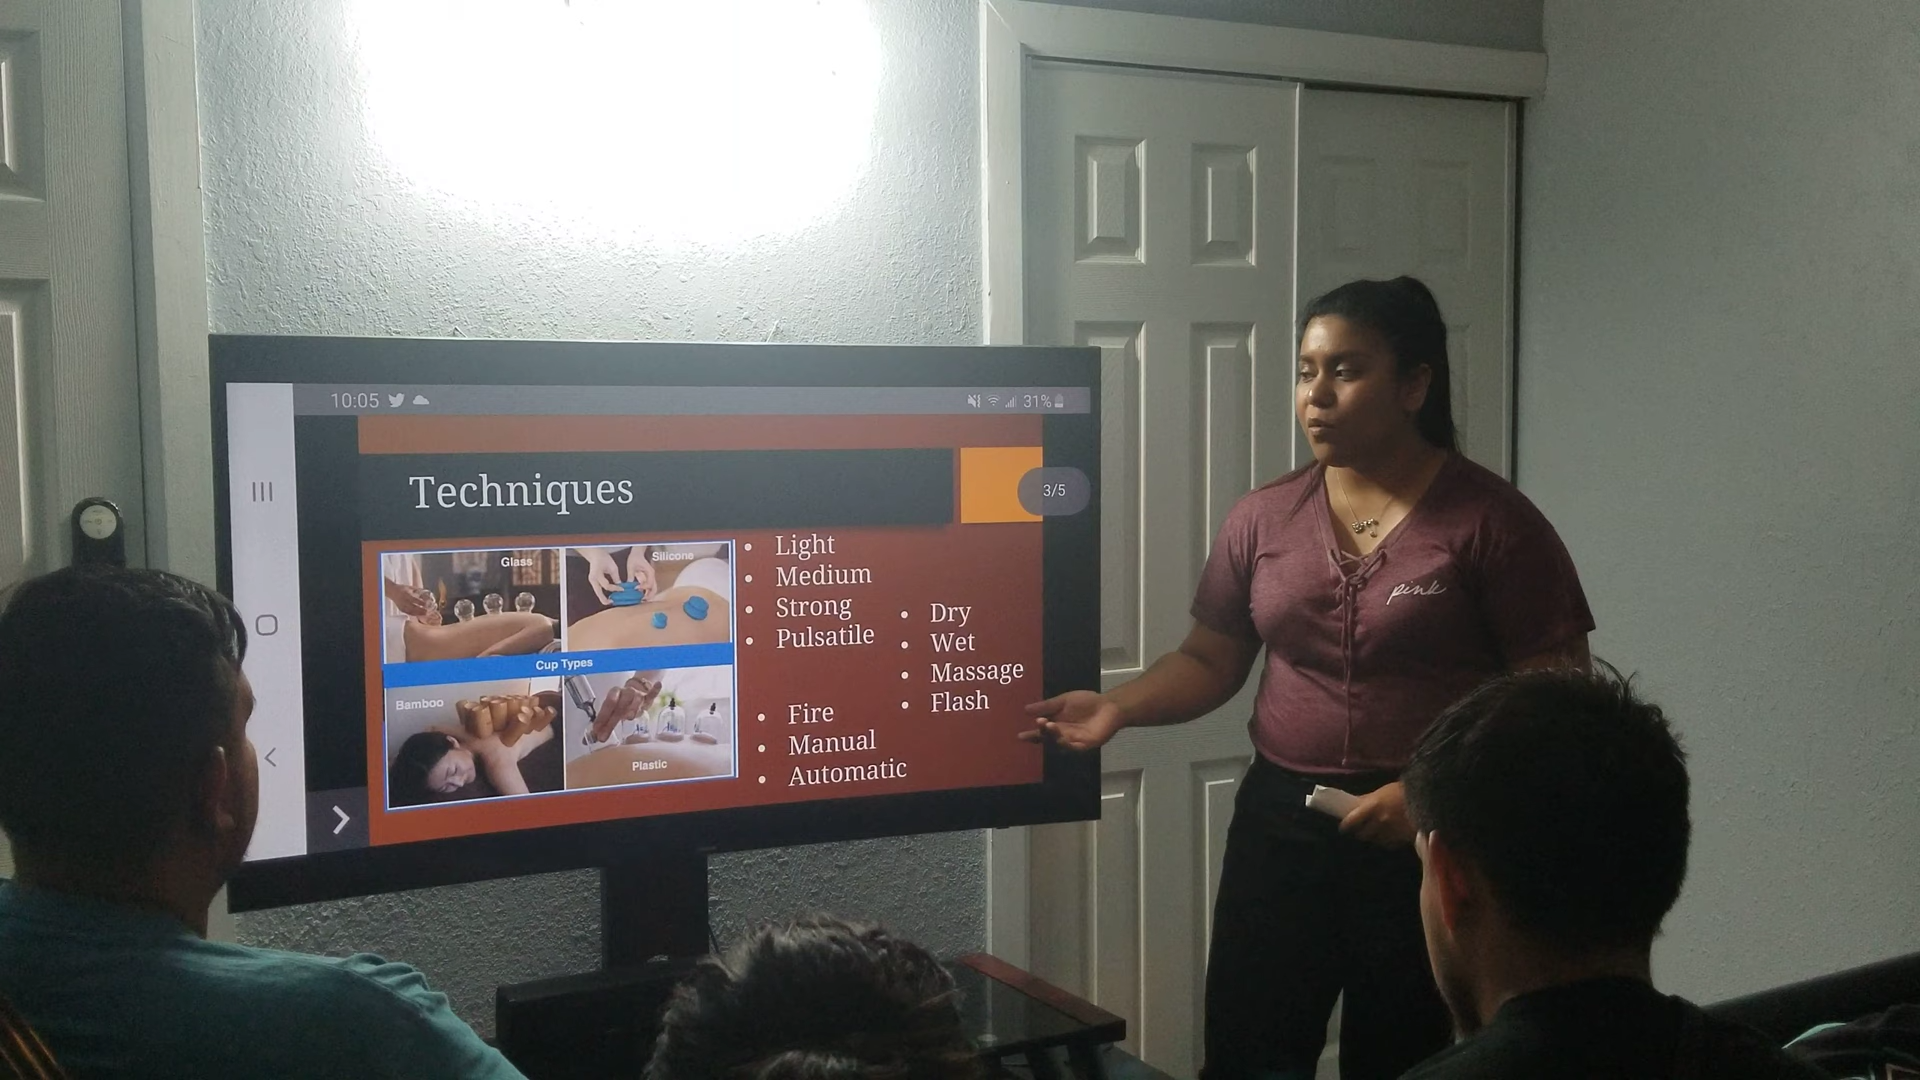 10:05
31%
Techniques
3/5
Glass
Silicone
Cup Types
Bamboo
Plastic
• Light
• Medium
• Strong
• Pulsatile
• Dry
• Wet
• Massage
• Flash
• Fire
• Manual
• Automatic
pink